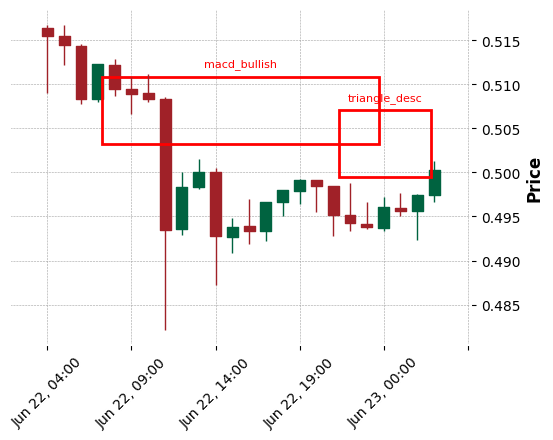 macd_bullish
triangle_desc
0.515
0.510
0.505
0.500
0.495
0.490
0.485
Price
Jun 22, 04:00
Jun 22, 09:00
Jun 22, 14:00
Jun 22, 19:00
Jun 23, 00:00